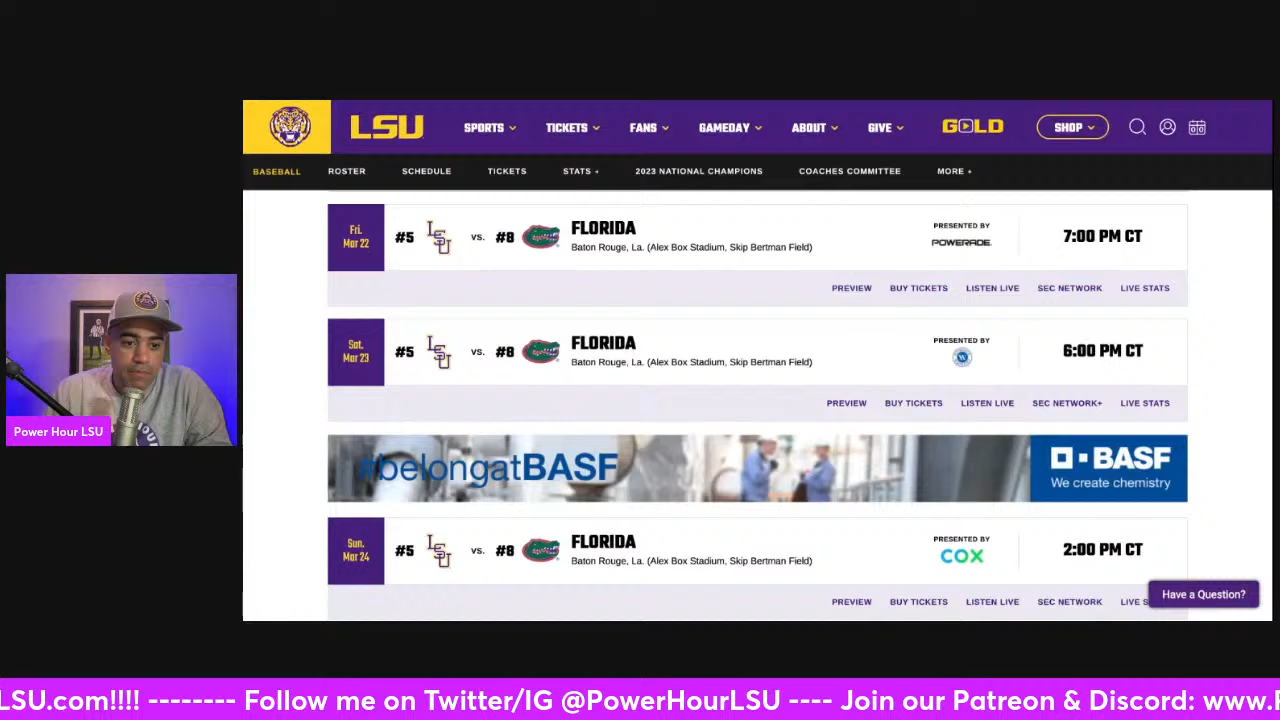 LSU
SPORTS
TICKETS
FANS
GAMEDAY
ABOUT
GIVE
GOLD
SHOP
BASEBALL
ROSTER
SCHEDULE
TICKETS
STATS +
2023 NATIONAL CHAMPIONS
COACHES COMMITTEE
MORE +
Fri.
Mar 22
#5
LSU
vs.
#8
FLORIDA
Baton Rouge, La. (Alex Box Stadium, Skip Bertman Field)
PRESENTED BY
POWERADE
7:00 PM CT
PREVIEW
BUY TICKETS
LISTEN LIVE
SEC NETWORK
LIVE STATS
Sat.
Mar 23
#5
LSU
vs.
#8
FLORIDA
Baton Rouge, La. (Alex Box Stadium, Skip Bertman Field)
PRESENTED BY
W
6:00 PM CT
PREVIEW
BUY TICKETS
LISTEN LIVE
SEC NETWORK+
LIVE STATS
#belongatBASF
BASF
We create chemistry
Sun.
Mar 24
#5
LSU
vs.
#8
FLORIDA
Baton Rouge, La. (Alex Box Stadium, Skip Bertman Field)
PRESENTED BY
COX
2:00 PM CT
PREVIEW
BUY TICKETS
LISTEN LIVE
SEC NETWORK
LIVE S
Have a Question?
Power Hour LSU
LSU.com!!!! -------- Follow me on Twitter/IG @PowerHourLSU ---- Join our Patreon & Discord: www.